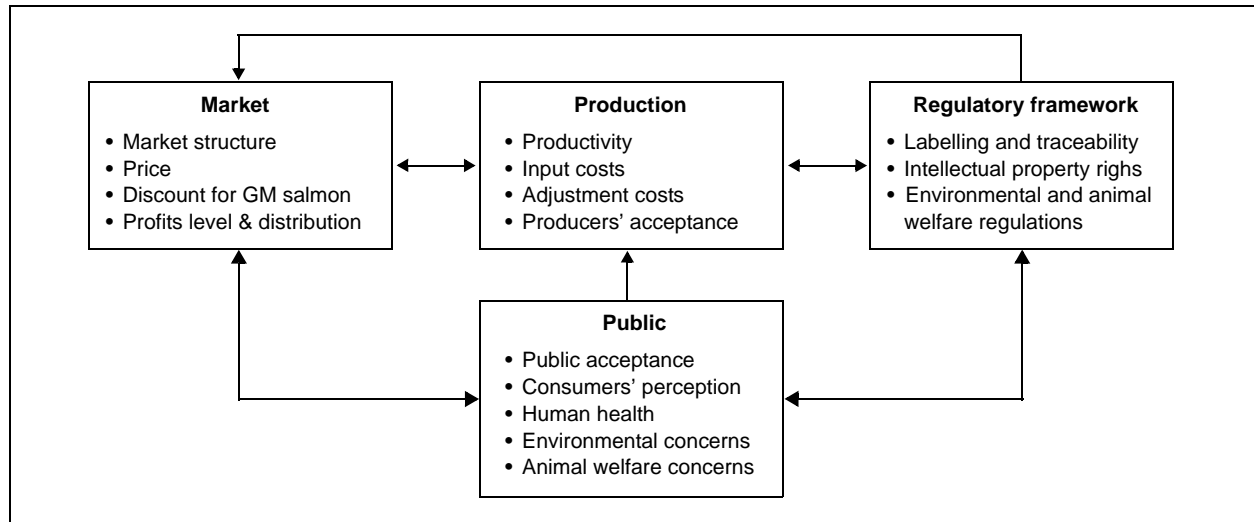 Market
• Market structure
• Price
• Discount for GM salmon
• Profits level & distribution
Production
• Productivity
• Input costs
• Adjustment costs
• Producers’ acceptance
Regulatory framework
• Labelling and traceability
• Intellectual property righs
• Environmental and animal
welfare regulations
Public
• Public acceptance
• Consumers’ perception
• Human health
• Environmental concerns
• Animal welfare concerns